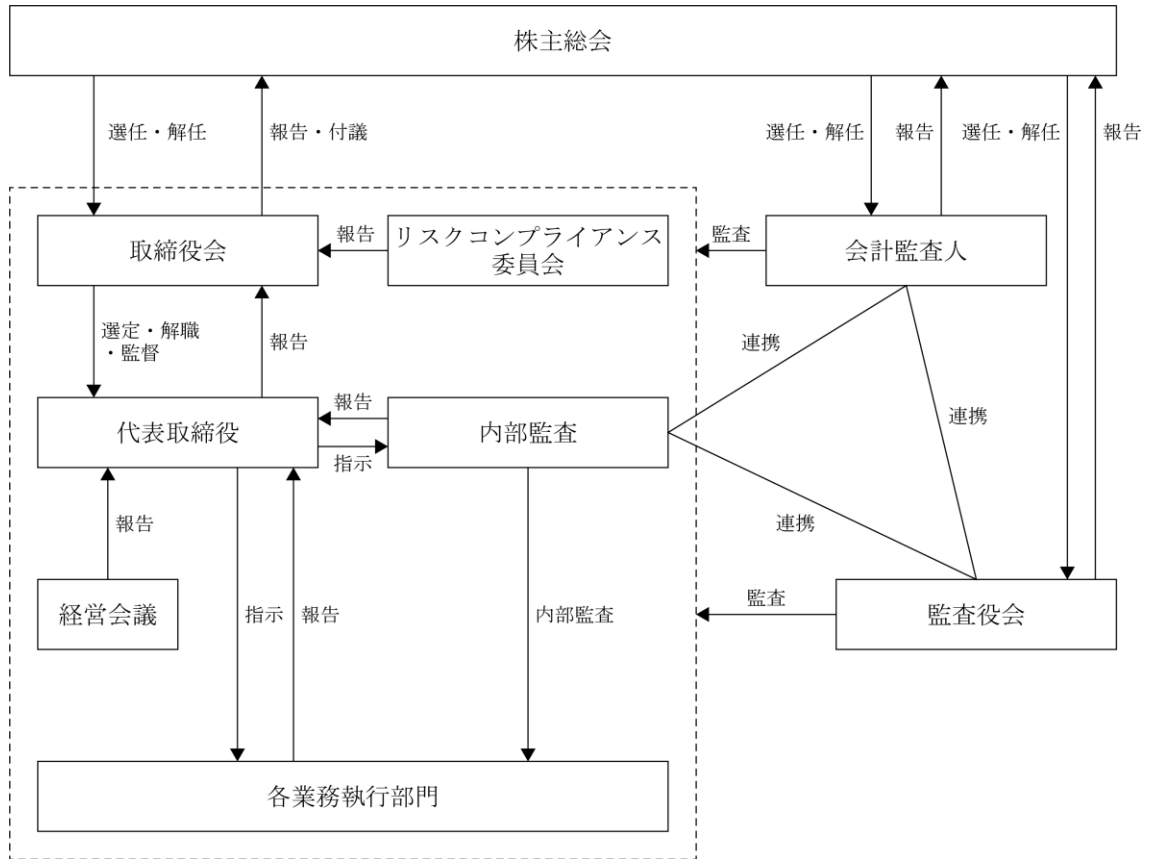 株主総会
選任・解任
報告・付議
選任・解任
報告
選任・解任
報告
取締役会
報告
リスクコンプライアンス
委員会
監査
会計監査人
選定・解職
・監督
報告
連携
代表取締役
報告
指示
内部監査
連携
報告
連携
経営会議
指示
報告
内部監査
監査
監査役会
各業務執行部門